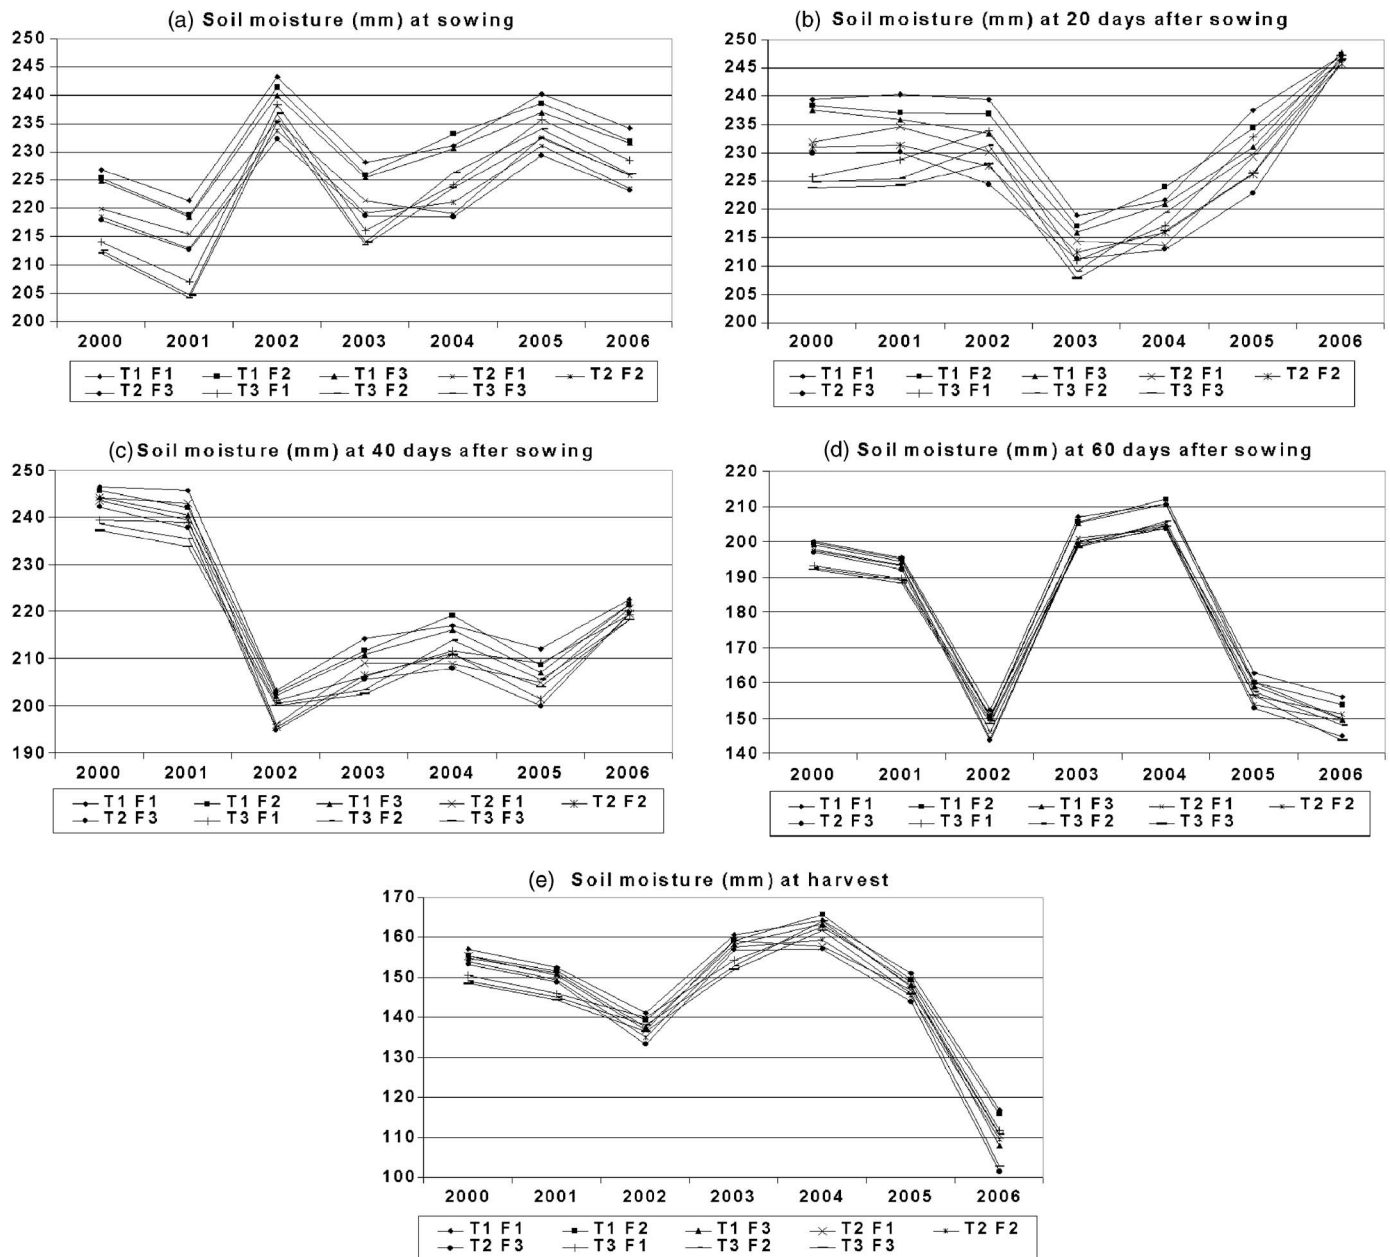 (a) Soil moisture (mm) at sowing
250
245
240
235
230
225
220
215
210
205
200
2000 2001 2002 2003 2004 2005 2006
T1 F1 T1 F2 T1 F3 T2 F1 T2 F2
T2 F3 T3 F1 T3 F2 T3 F3
(b) Soil moisture (mm) at 20 days after sowing
250
245
240
235
230
225
220
215
210
205
200
2000 2001 2002 2003 2004 2005 2006
T1 F1 T1 F2 T1 F3 T2 F1 T2 F2
T2 F3 T3 F1 T3 F2 T3 F3
(c) Soil moisture (mm) at 40 days after sowing
250
240
230
220
210
200
190
2000 2001 2002 2003 2004 2005 2006
T1 F1 T1 F2 T1 F3 T2 F1 T2 F2
T2 F3 T3 F1 T3 F2 T3 F3
(d) Soil moisture (mm) at 60 days after sowing
220
210
200
190
180
170
160
150
140
2000 2001 2002 2003 2004 2005 2006
T1 F1 T1 F2 T1 F3 T2 F1 T2 F2
T2 F3 T3 F1 T3 F2 T3 F3
(e) Soil moisture (mm) at harvest
170
160
150
140
130
120
110
100
2000 2001 2002 2003 2004 2005 2006
T1 F1 T1 F2 T1 F3 T2 F1 T2 F2
T2 F3 T3 F1 T3 F2 T3 F3